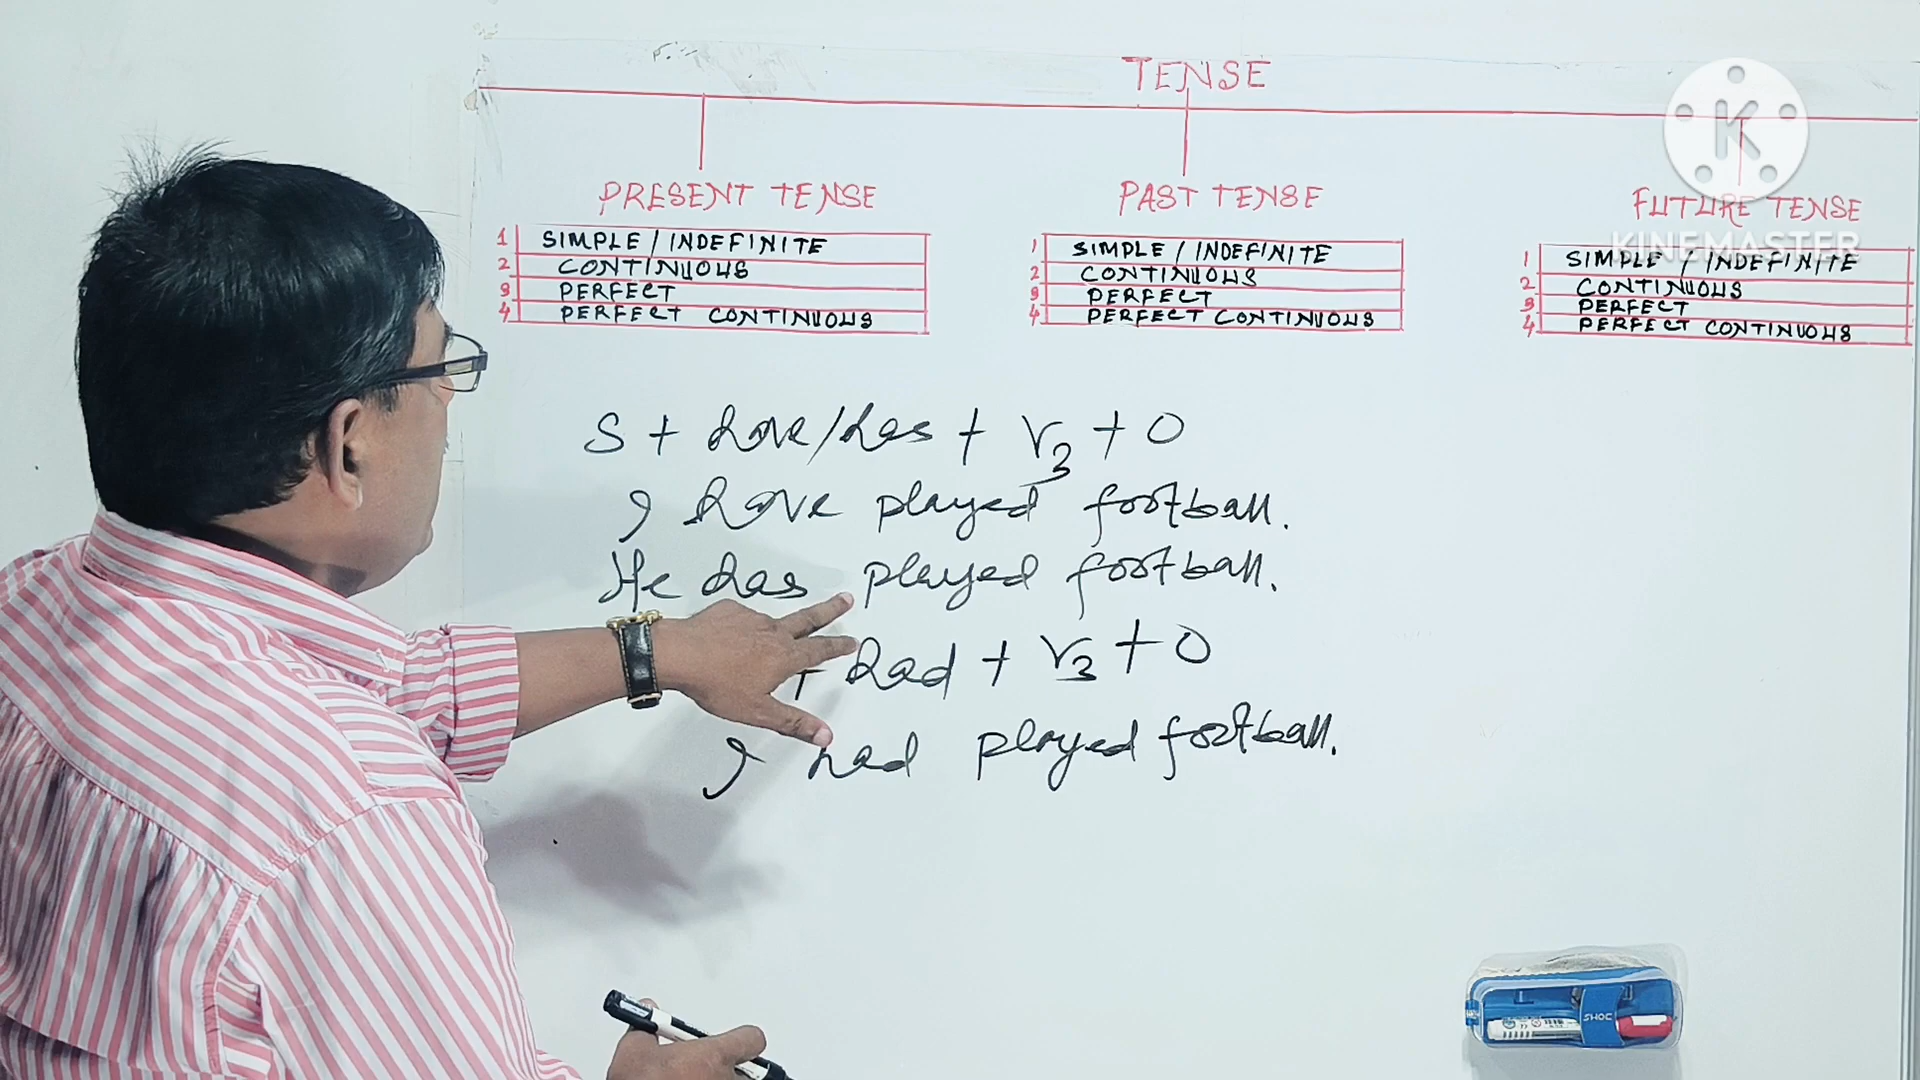 TENSE
K
PRESENT TENSE
PAST TENSE
FUTURE TENSE
KINEMASTER
1 SIMPLE / INDEFINITE
2 CONTINUOUS
3 PERFECT
4 PERFECT CONTINUOUS
1 SIMPLE / INDEFINITE
2 CONTINUOUS
3 PERFECT
4 PERFECT CONTINUOUS
1 SIMPLE / INDEFINITE
2 CONTINUOUS
3 PERFECT
4 PERFECT CONTINUOUS
S + have/has + V3 + O
I have played football.
He has played football.
+ had + V3 + O
I had played football.
SHOC